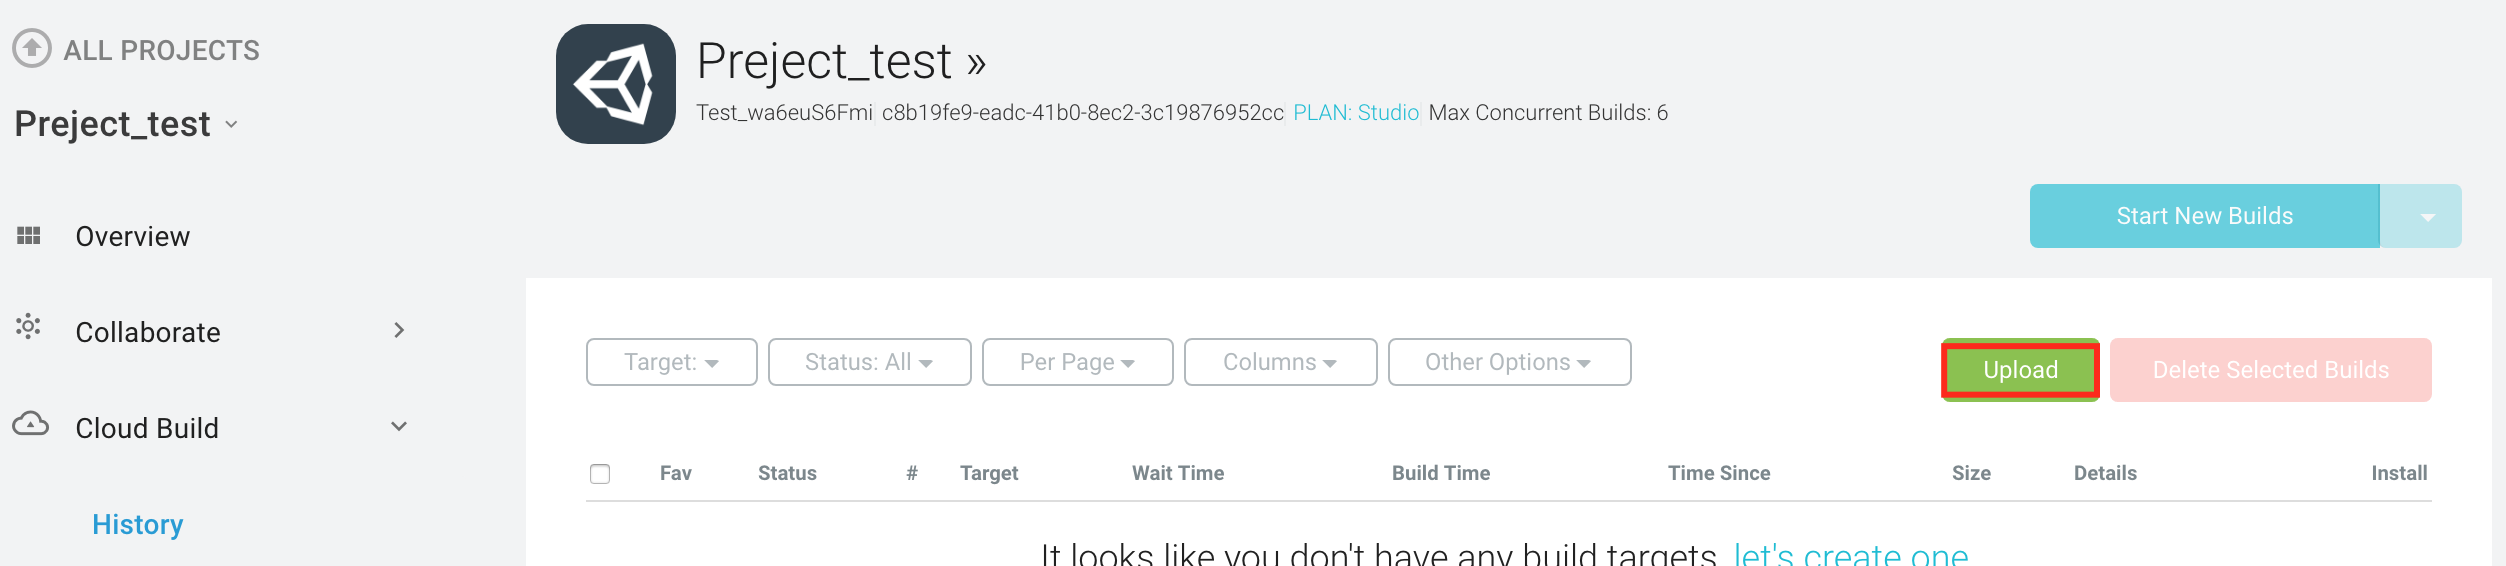 ALL PROJECTS
Preject_test
Overview
Collaborate
Cloud Build
History
Preject_test »
Test_wa6euS6Fmi c8b19fe9-eadc-41b0-8ec2-3c19876952cc PLAN: Studio Max Concurrent Builds: 6
Start New Builds
Target: Status: All Per Page Columns Other Options Upload Delete Selected Builds
Fav Status # Target Wait Time Build Time Time Since Size Details Install
It looks like you don't have any build targets, let's create one